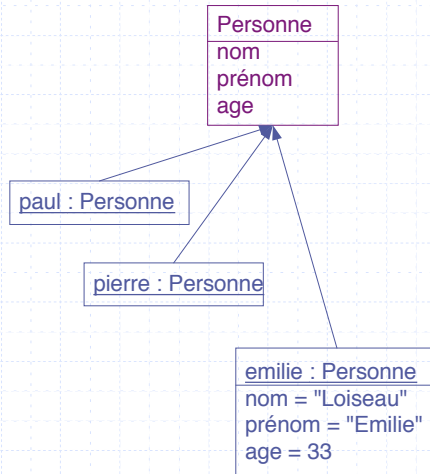 Personne
nom
prénom
age
paul : Personne
pierre : Personne
emilie : Personne
nom = "Loiseau"
prénom = "Emilie"
age = 33